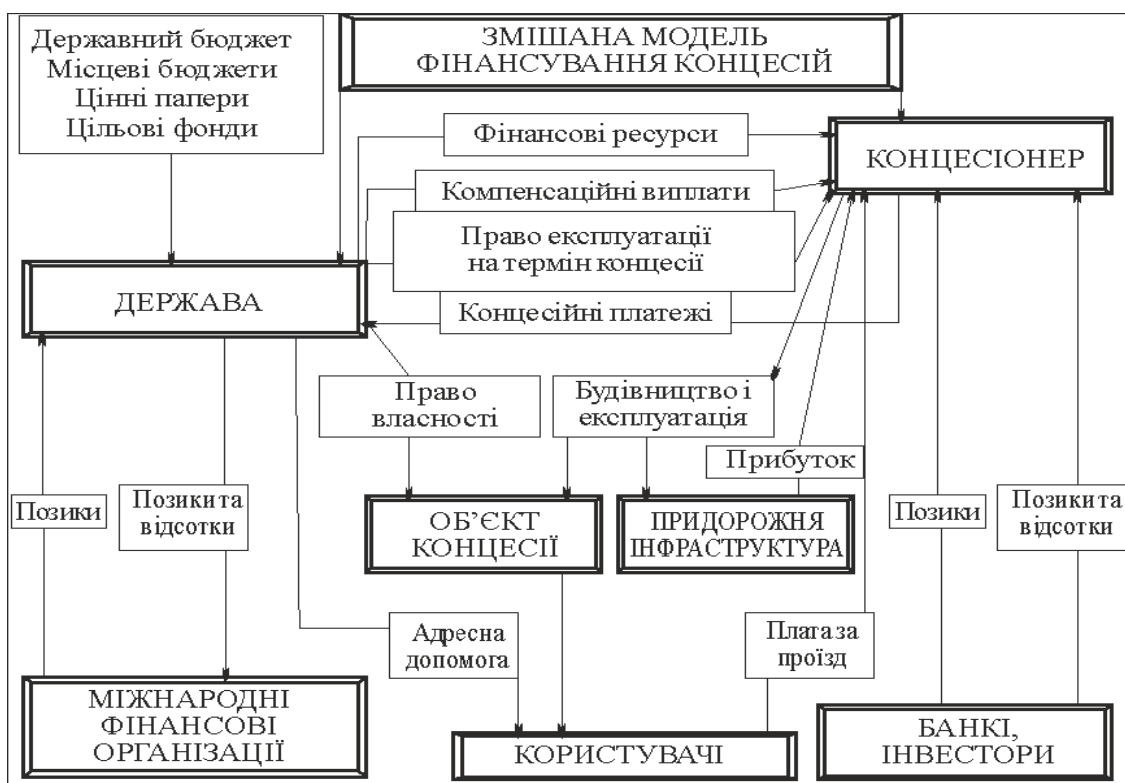 Державний бюджет
Місцеві бюджети
Цінні папери
Цільові фонди
ЗМІШАНА МОДЕЛЬ
ФІНАНСУВАННЯ КОНЦЕСІЙ
Фінансові ресурси
КОНЦЕСІОНЕР
Компенсаційні виплати
Право експлуатації
на термін концесії
ДЕРЖАВА
Концесійні платежі
Право
власності
Будівництво і
експлуатація
Прибуток
Позики
Позики та
відсотки
ОБ’ЄКТ
КОНЦЕСІЇ
ПРИДОРОЖНЯ
ІНФРАСТРУКТУРА
Позики
Позики та
відсотки
Адресна
допомога
Плата за
проїзд
МІЖНАРОДНІ
ФІНАНСОВІ
ОРГАНІЗАЦІЇ
КОРИСТУВАЧІ
БАНКІ,
ІНВЕСТОРИ